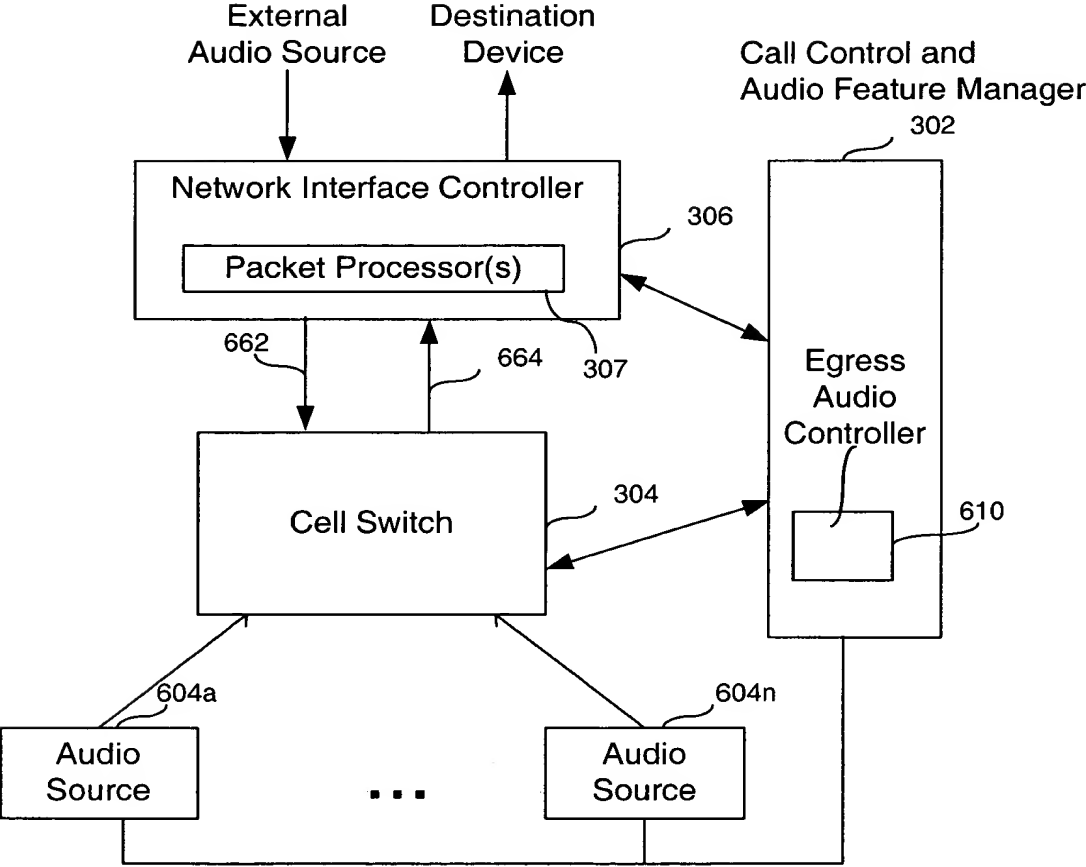 External
Audio Source
Destination
Device
Call Control and
Audio Feature Manager
302
Network Interface Controller
306
Packet Processor(s)
307
662
664
Egress
Audio
Controller
610
Cell Switch
304
604a
604n
Audio
Source
...
Audio
Source